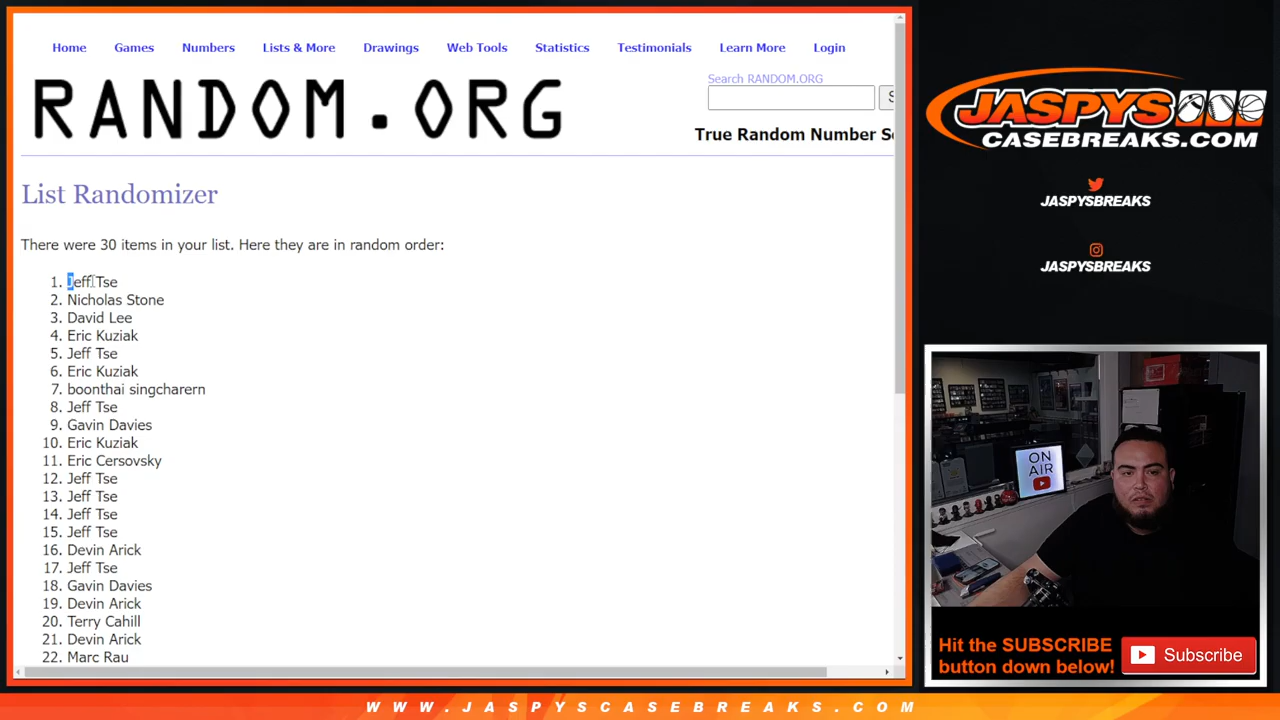 Home Games Numbers Lists & More Drawings Web Tools Statistics Testimonials Learn More Login
RANDOM.ORG
Search RANDOM.ORG
S
True Random Number Se
List Randomizer
There were 30 items in your list. Here they are in random order:
1. Jeff Tse
2. Nicholas Stone
3. David Lee
4. Eric Kuziak
5. Jeff Tse
6. Eric Kuziak
7. boonthai singcharern
8. Jeff Tse
9. Gavin Davies
10. Eric Kuziak
11. Eric Cersovsky
12. Jeff Tse
13. Jeff Tse
14. Jeff Tse
15. Jeff Tse
16. Devin Arick
17. Jeff Tse
18. Gavin Davies
19. Devin Arick
20. Terry Cahill
21. Devin Arick
22. Marc Rau
JASPYS
CASEBREAKS.COM
JASPYSBREAKS
JASPYSBREAKS
ON
AIR
Hit the SUBSCRIBE
button down below!
Subscribe
WWW.JASPYSCASEBREAKS.COM